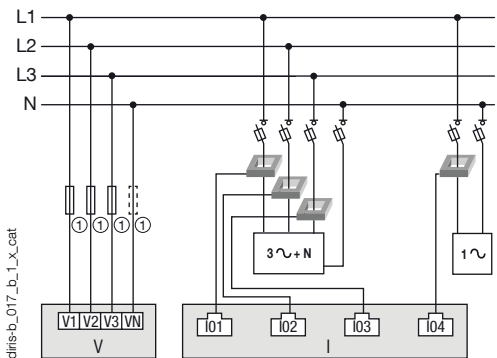 L1
L2
L3
N
① ① ① ①
3∿+N
1∿
V1 V2 V3 VN
V
I01 I02 I03 I04
I
diris-b_017_b_1_x_cat